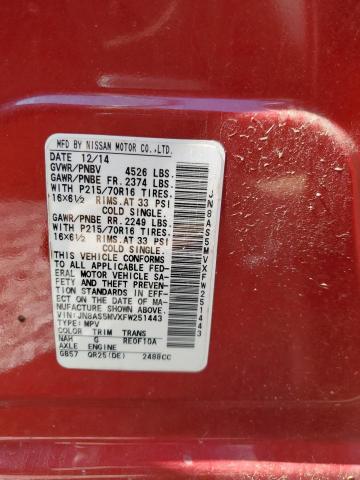 MFD. BY NISSAN MOTOR CO.,LTD.
DATE 12/14
GVWR/PNBV 4526 LBS.
GAWR/PNBE FR. 2374 LBS.
WITH P215/70R16 TIRES.
16×6½ RIMS.AT 33 PSI
COLD SINGLE.
GAWR/PNBE RR. 2249 LBS.
WITH P215/70R16 TIRES.
16×6½ RIMS.AT 33 PSI
COLD SINGLE.
THIS VEHICLE CONFORMS
TO ALL APPLICABLE FED-
ERAL MOTOR VEHICLE SA-
FETY AND THEFT PREVEN-
TION STANDARDS IN EFF-
ECT ON THE DATE OF MA-
NUFACTURE SHOWN ABOVE.
VIN: JN8AS5MVXFW251443
TYPE: MPV
COLOR TRIM TRANS
NAH G RE0F10A
AXLE ENGINE
GB57 QR25(DE) 2488CC
JN8AS5MVXFW251443